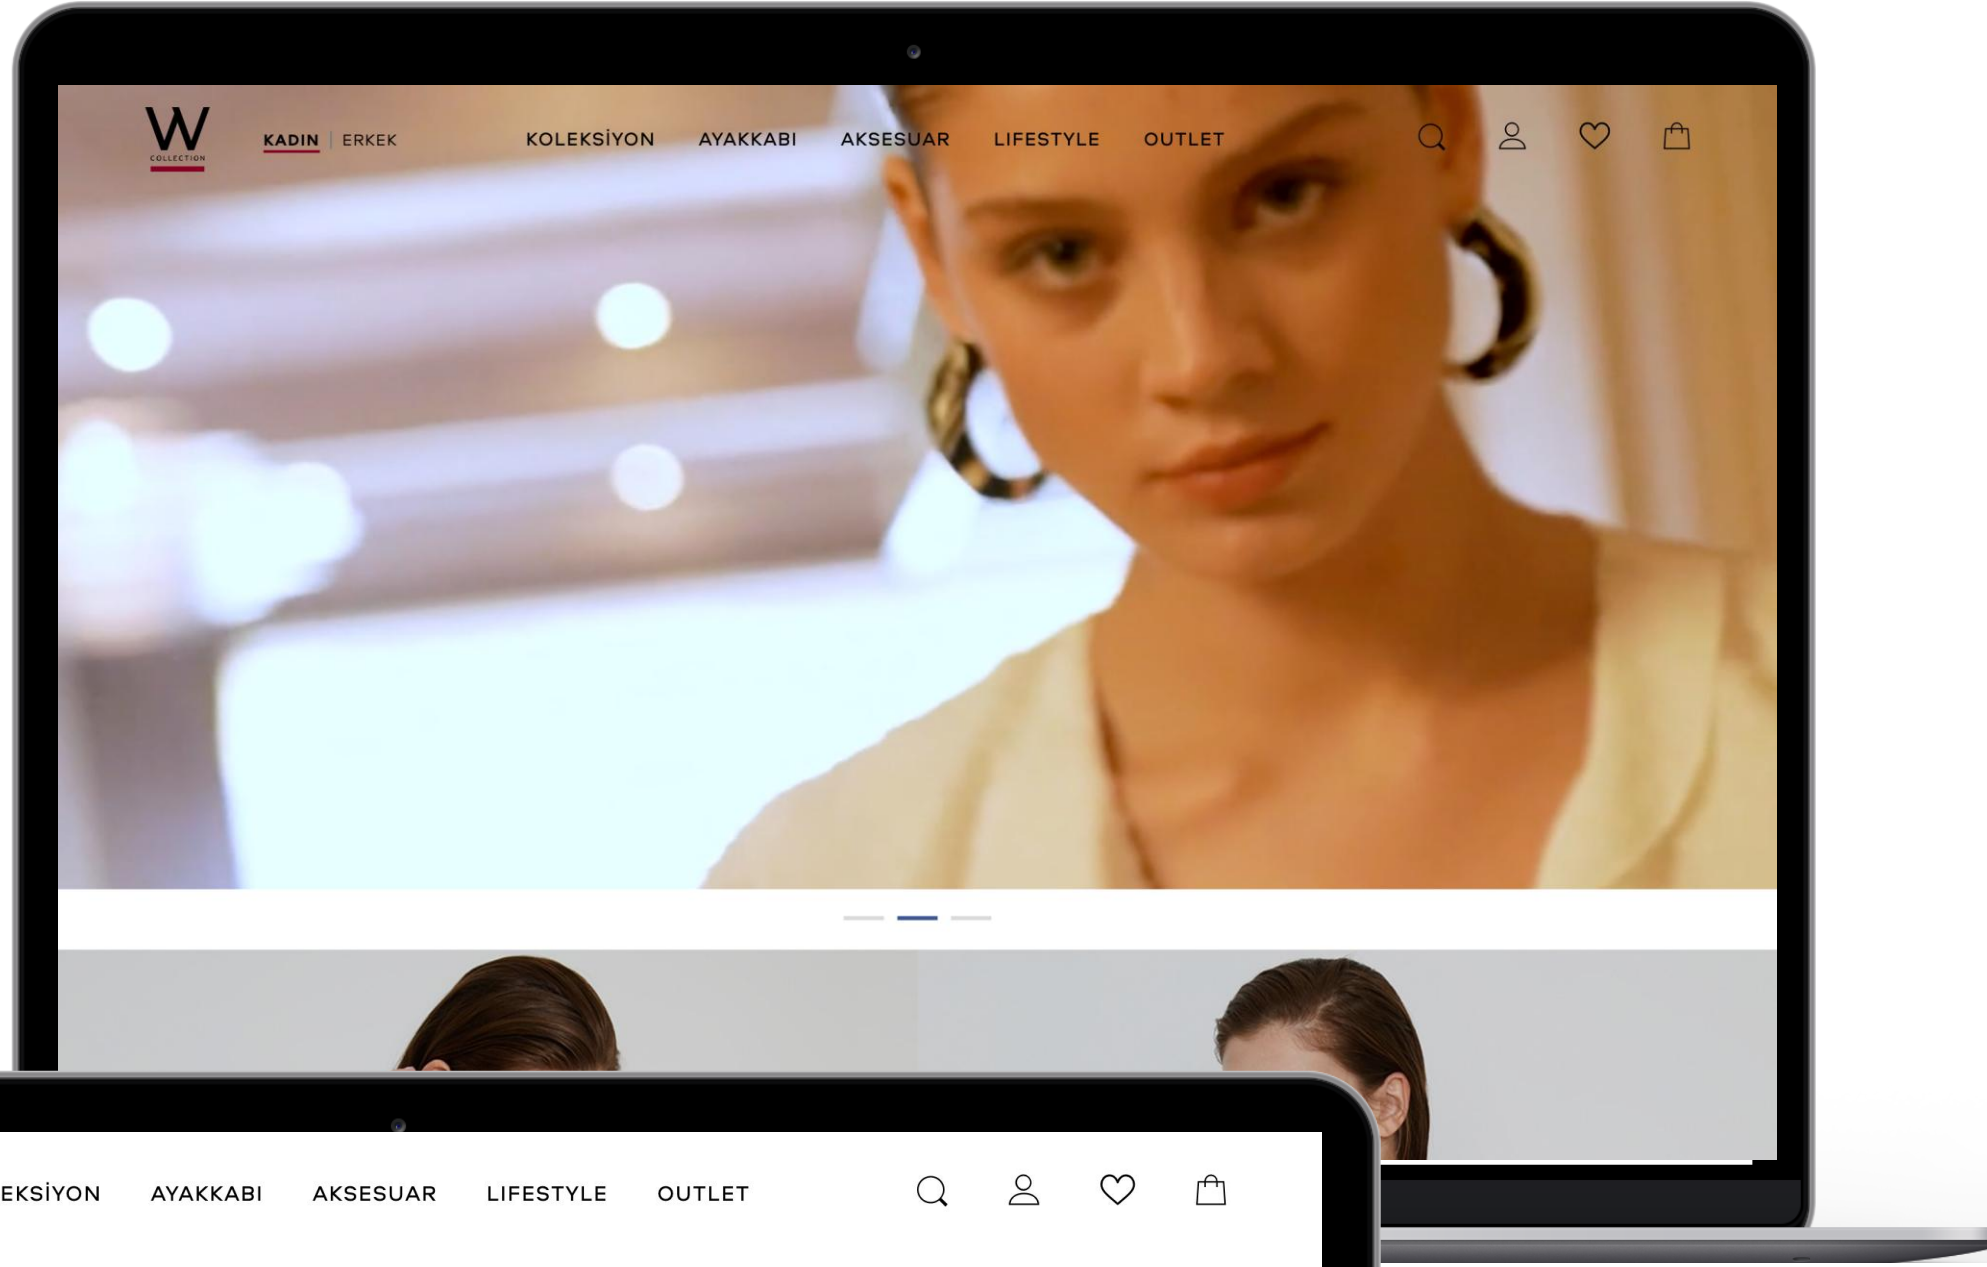 W
COLLECTION
KADIN | ERKEK
KOLEKSİYON AYAKKABI AKSESUAR LIFESTYLE OUTLET
EKSİYON AYAKKABI AKSESUAR LIFESTYLE OUTLET